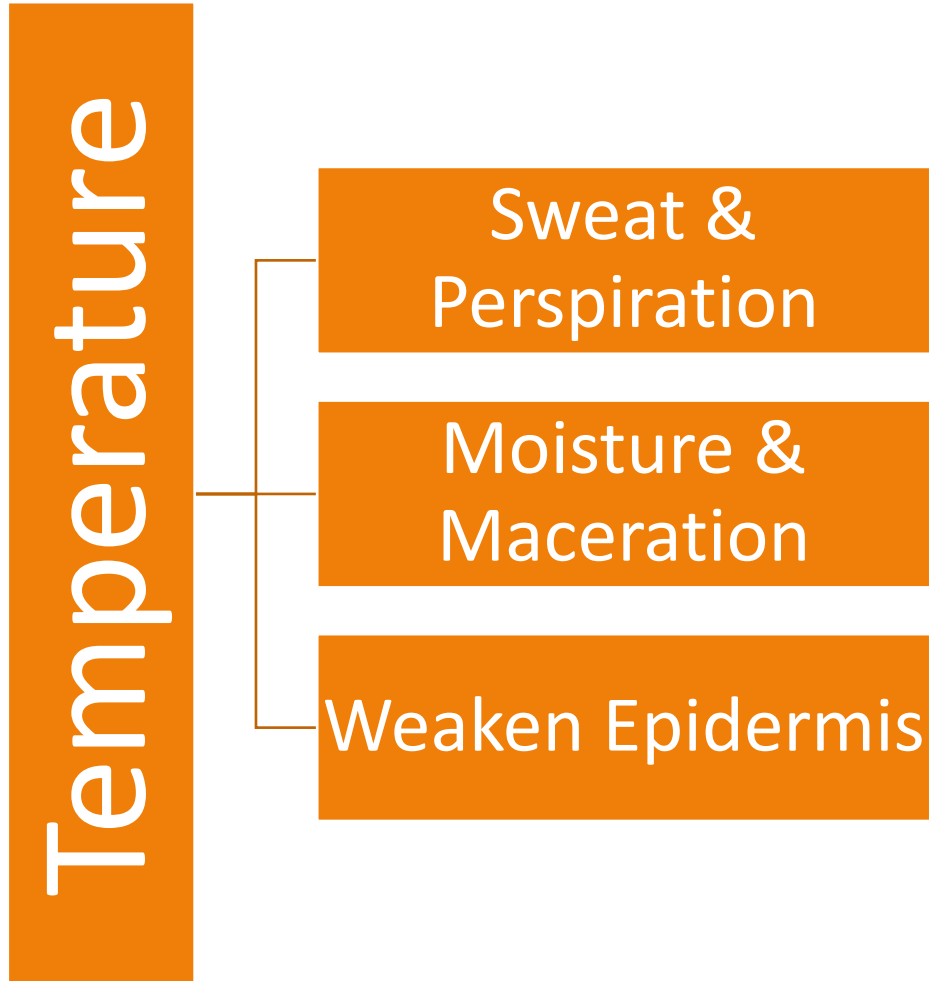 Temperature
Sweat &
Perspiration
Moisture &
Maceration
Weaken Epidermis